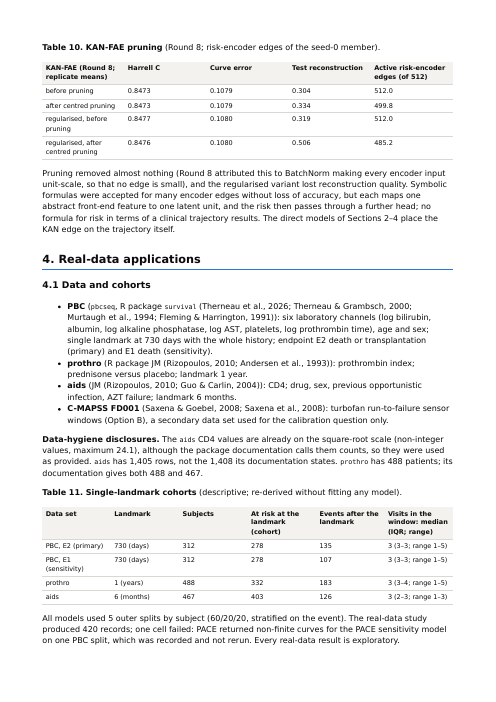 Table 10. KAN-FAE pruning (Round 8; risk-encoder edges of the seed-0 member).
KAN-FAE (Round 8; replicate means) Harrell C Curve error Test reconstruction Active risk-encoder edges (of 512)
before pruning 0.8473 0.1079 0.304 512.0
after centred pruning 0.8473 0.1079 0.334 499.8
regularised, before pruning 0.8477 0.1080 0.319 512.0
regularised, after centred pruning 0.8476 0.1080 0.506 485.2
Pruning removed almost nothing (Round 8 attributed this to BatchNorm making every encoder input
unit-scale, so that no edge is small), and the regularised variant lost reconstruction quality. Symbolic
formulas were accepted for many encoder edges without loss of accuracy, but each maps one
abstract front-end feature to one latent unit, and the risk then passes through a further head; no
formula for risk in terms of a clinical trajectory results. The direct models of Sections 2–4 place the
KAN edge on the trajectory itself.
4. Real-data applications
4.1 Data and cohorts
• PBC (pbcseq, R package survival (Therneau et al., 2026; Therneau & Grambsch, 2000;
Murtaugh et al., 1994; Fleming & Harrington, 1991)): six laboratory channels (log bilirubin,
albumin, log alkaline phosphatase, log AST, platelets, log prothrombin time), age and sex;
single landmark at 730 days with the whole history; endpoint E2 death or transplantation
(primary) and E1 death (sensitivity).
• prothro (R package JM (Rizopoulos, 2010; Andersen et al., 1993)): prothrombin index;
prednisone versus placebo; landmark 1 year.
• aids (JM (Rizopoulos, 2010; Guo & Carlin, 2004)): CD4; drug, sex, previous opportunistic
infection, AZT failure; landmark 6 months.
• C-MAPSS FD001 (Saxena & Goebel, 2008; Saxena et al., 2008): turbofan run-to-failure sensor
windows (Option B), a secondary data set used for the calibration question only.
Data-hygiene disclosures. The aids CD4 values are already on the square-root scale (non-integer
values, maximum 24.1), although the package documentation calls them counts, so they were used
as provided. aids has 1,405 rows, not the 1,408 its documentation states. prothro has 488 patients; its
documentation gives both 488 and 467.
Table 11. Single-landmark cohorts (descriptive; re-derived without fitting any model).
Data set Landmark Subjects At risk at the landmark (cohort) Events after the landmark Visits in the window: median (IQR; range)
PBC, E2 (primary) 730 (days) 312 278 135 3 (3–3; range 1–5)
PBC, E1 (sensitivity) 730 (days) 312 278 107 3 (3–3; range 1–5)
prothro 1 (years) 488 332 183 3 (3–4; range 1–5)
aids 6 (months) 467 403 126 3 (2–3; range 1–3)
All models used 5 outer splits by subject (60/20/20, stratified on the event). The real-data study
produced 420 records; one cell failed: PACE returned non-finite curves for the PACE sensitivity model
on one PBC split, which was recorded and not rerun. Every real-data result is exploratory.